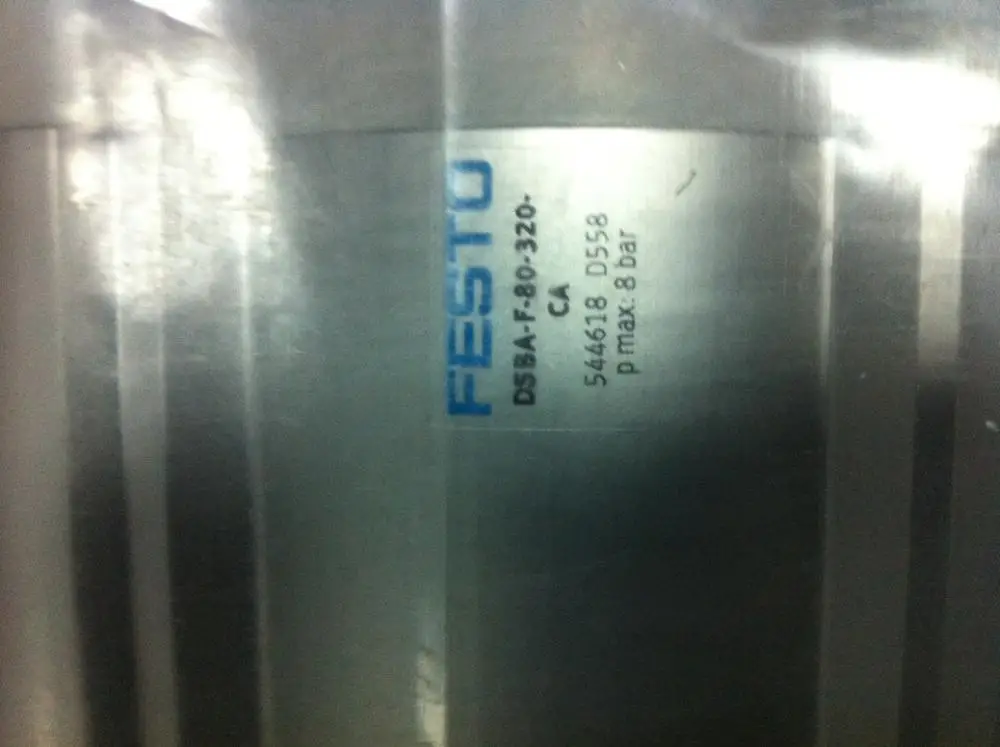 FESTO
DSBA-F-80-320-
CA
544618 D558
p max: 8 bar